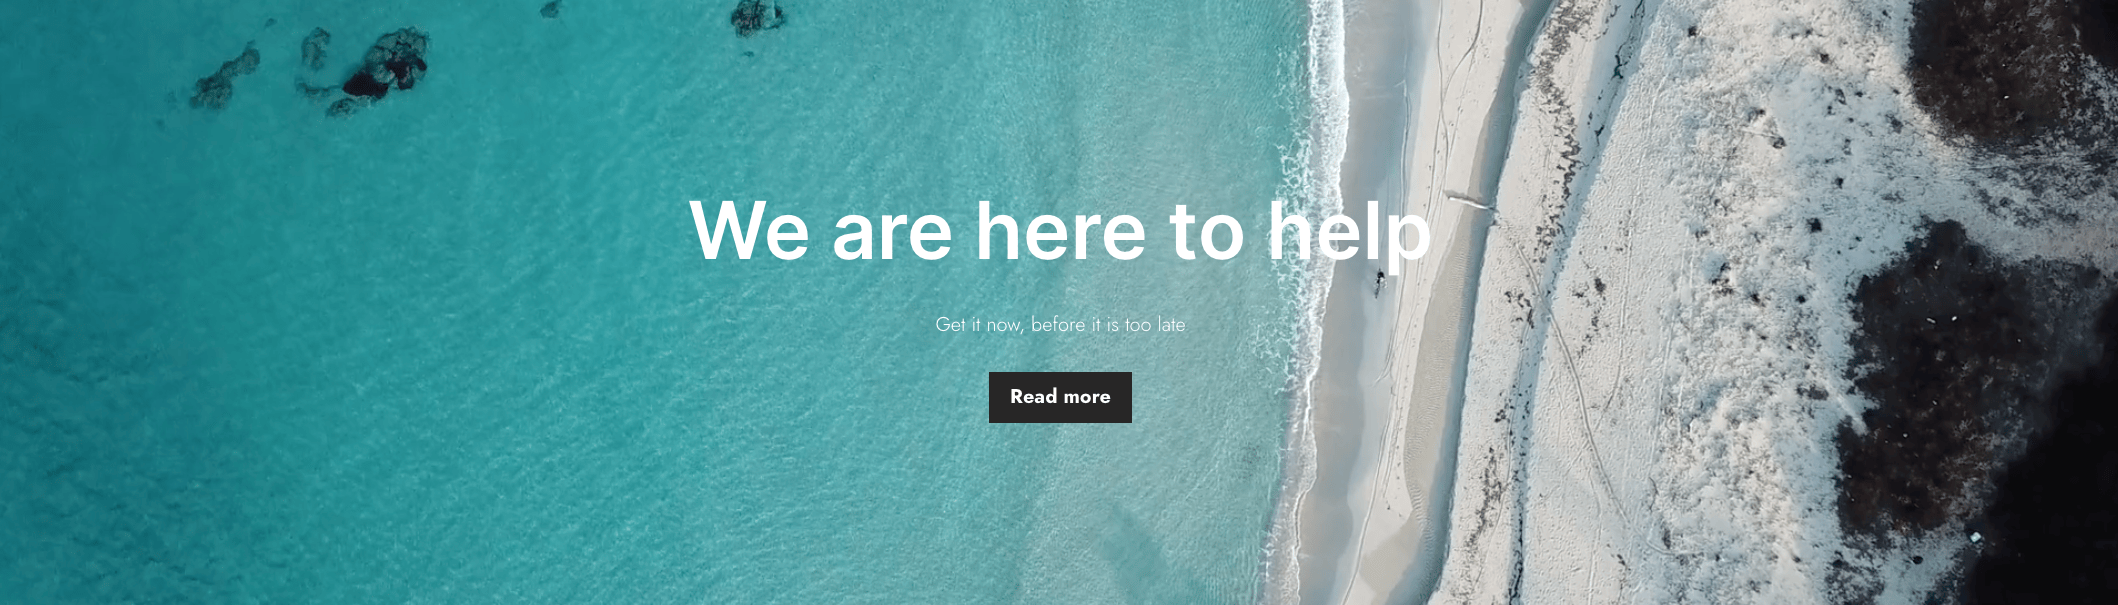 We are here to help
Get it now, before it is too late
Read more